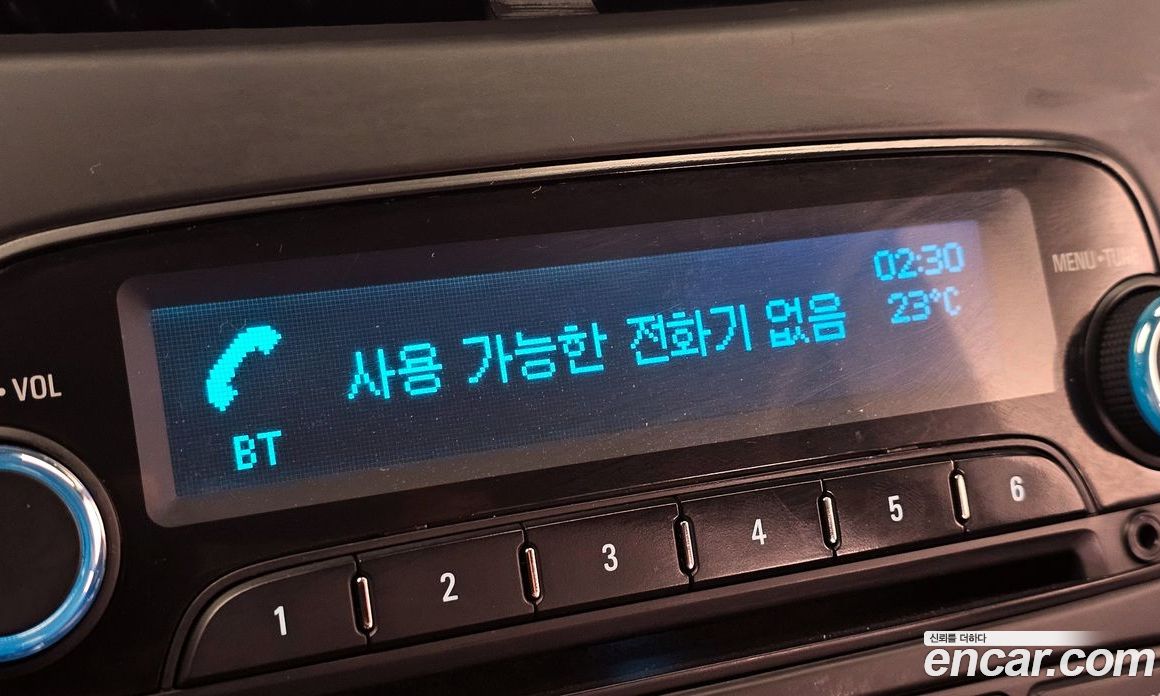 02:30
23°C
사용 가능한 전화기 없음
BT
• VOL
MENU•TUNE
1 2 3 4 5 6
신뢰를 더하다
encar.com